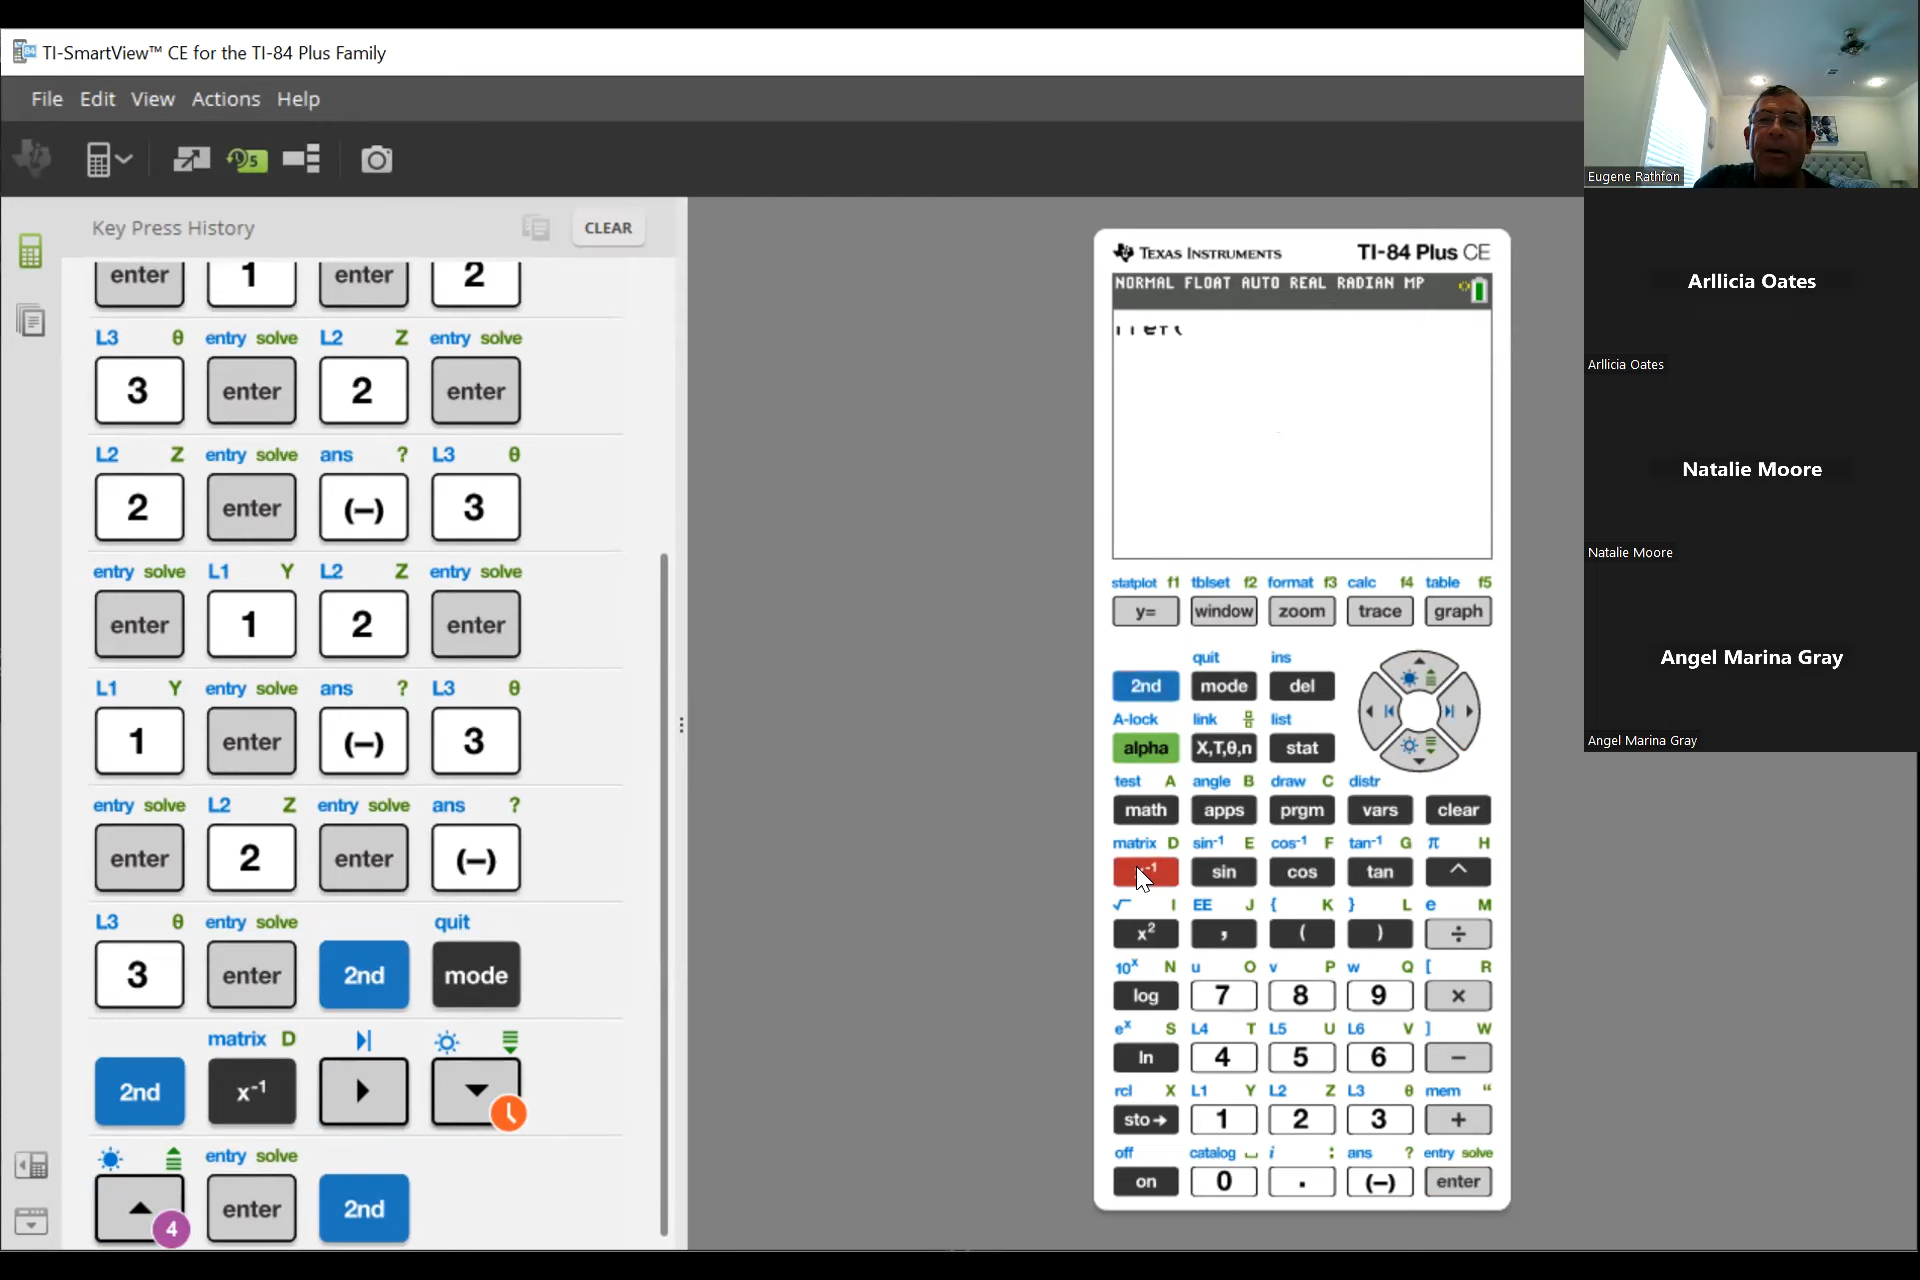 TI-SmartView™ CE for the TI-84 Plus Family
File Edit View Actions Help
5
Key Press History CLEAR
enter 1 enter 2
L3 θ entry solve L2 Z entry solve
3 enter 2 enter
L2 Z entry solve ans ? L3 θ
2 enter (−) 3
entry solve L1 Y L2 Z entry solve
enter 1 2 enter
L1 Y entry solve ans ? L3 θ
1 enter (−) 3
entry solve L2 Z entry solve ans ?
enter 2 enter (−)
L3 θ entry solve quit
3 enter 2nd mode
matrix D
2nd x⁻¹
entry solve
4 enter 2nd
TEXAS INSTRUMENTS TI-84 Plus CE
NORMAL FLOAT AUTO REAL RADIAN MP
statplot f1 tblset f2 format f3 calc f4 table f5
y= window zoom trace graph
quit ins
2nd mode del
A-lock link list
alpha X,T,θ,n stat
test A angle B draw C distr
math apps prgm vars clear
matrix D sin⁻¹ E cos⁻¹ F tan⁻¹ G π H
⁻¹ sin cos tan ^
√ I EE J { K } L e M
x² , ( ) ÷
10ˣ N u O v P w Q [ R
log 7 8 9 ×
eˣ S L4 T L5 U L6 V ] W
ln 4 5 6 −
rcl X L1 Y L2 Z L3 θ mem “
sto→ 1 2 3 +
off catalog i : ans ? entry solve
on 0 . (−) enter
Eugene Rathfon
Arllicia Oates
Arllicia Oates
Natalie Moore
Natalie Moore
Angel Marina Gray
Angel Marina Gray